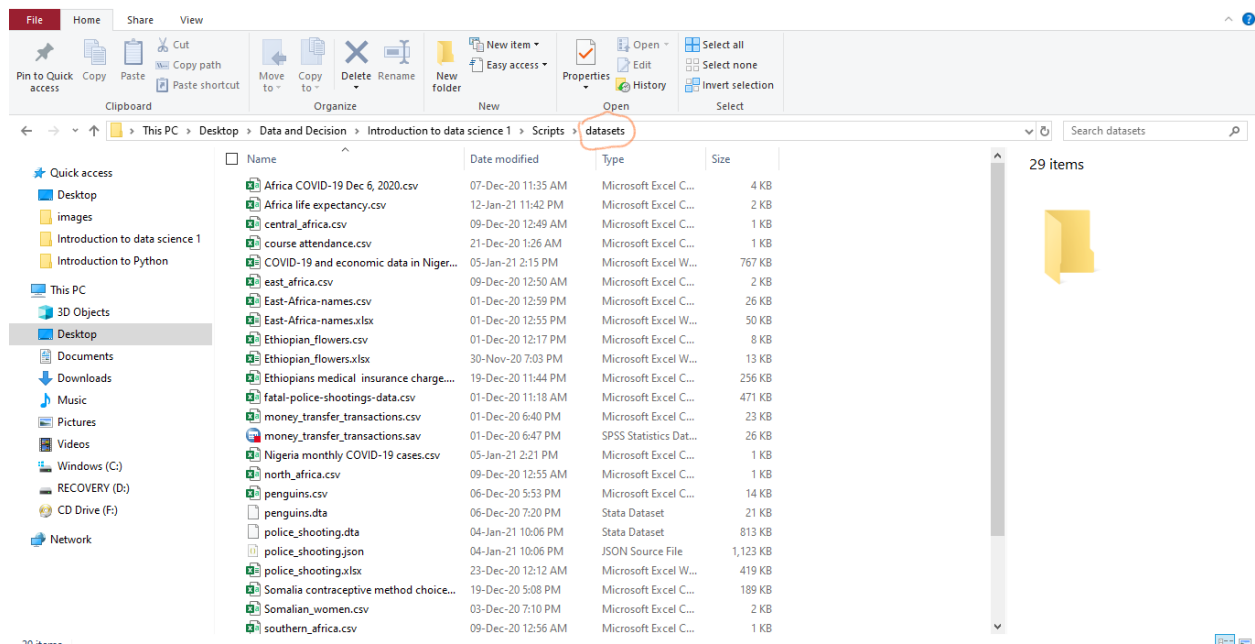 File Home Share View
Pin to Quick access
Copy
Paste
Cut
Copy path
Paste shortcut
Clipboard
Move to
Copy to
Delete
Rename
Organize
New folder
New item
Easy access
New
Properties
Open
Edit
History
Open
Select all
Select none
Invert selection
Select
This PC > Desktop > Data and Decision > Introduction to data science 1 > Scripts > datasets
Search datasets
Quick access
Desktop
images
Introduction to data science 1
Introduction to Python
This PC
3D Objects
Desktop
Documents
Downloads
Music
Pictures
Videos
Windows (C:)
RECOVERY (D:)
CD Drive (F:)
Network
Name Date modified Type Size
Africa COVID-19 Dec 6, 2020.csv 07-Dec-20 11:35 AM Microsoft Excel C... 4 KB
Africa life expectancy.csv 12-Jan-21 11:42 PM Microsoft Excel C... 2 KB
central_africa.csv 09-Dec-20 12:49 AM Microsoft Excel C... 1 KB
course attendance.csv 21-Dec-20 1:26 AM Microsoft Excel C... 1 KB
COVID-19 and economic data in Niger... 05-Jan-21 2:15 PM Microsoft Excel W... 767 KB
east_africa.csv 09-Dec-20 12:50 AM Microsoft Excel C... 2 KB
East-Africa-names.csv 01-Dec-20 12:59 PM Microsoft Excel C... 26 KB
East-Africa-names.xlsx 01-Dec-20 12:55 PM Microsoft Excel W... 50 KB
Ethiopian_flowers.csv 01-Dec-20 12:17 PM Microsoft Excel C... 8 KB
Ethiopian_flowers.xlsx 30-Nov-20 7:03 PM Microsoft Excel W... 13 KB
Ethiopians medical insurance charge.... 19-Dec-20 11:44 PM Microsoft Excel C... 256 KB
fatal-police-shootings-data.csv 01-Dec-20 11:18 AM Microsoft Excel C... 471 KB
money_transfer_transactions.csv 01-Dec-20 6:40 PM Microsoft Excel C... 23 KB
money_transfer_transactions.sav 01-Dec-20 6:47 PM SPSS Statistics Dat... 26 KB
Nigeria monthly COVID-19 cases.csv 05-Jan-21 2:21 PM Microsoft Excel C... 1 KB
north_africa.csv 09-Dec-20 12:55 AM Microsoft Excel C... 1 KB
penguins.csv 06-Dec-20 5:53 PM Microsoft Excel C... 14 KB
penguins.dta 06-Dec-20 7:20 PM Stata Dataset 21 KB
police_shooting.dta 04-Jan-21 10:06 PM Stata Dataset 813 KB
police_shooting.json 04-Jan-21 10:06 PM JSON Source File 1,123 KB
police_shooting.xlsx 23-Dec-20 12:12 AM Microsoft Excel W... 419 KB
Somalia contraceptive method choice... 19-Dec-20 5:08 PM Microsoft Excel C... 189 KB
Somalian_women.csv 03-Dec-20 7:10 PM Microsoft Excel C... 2 KB
southern_africa.csv 09-Dec-20 12:56 AM Microsoft Excel C... 1 KB
29 items